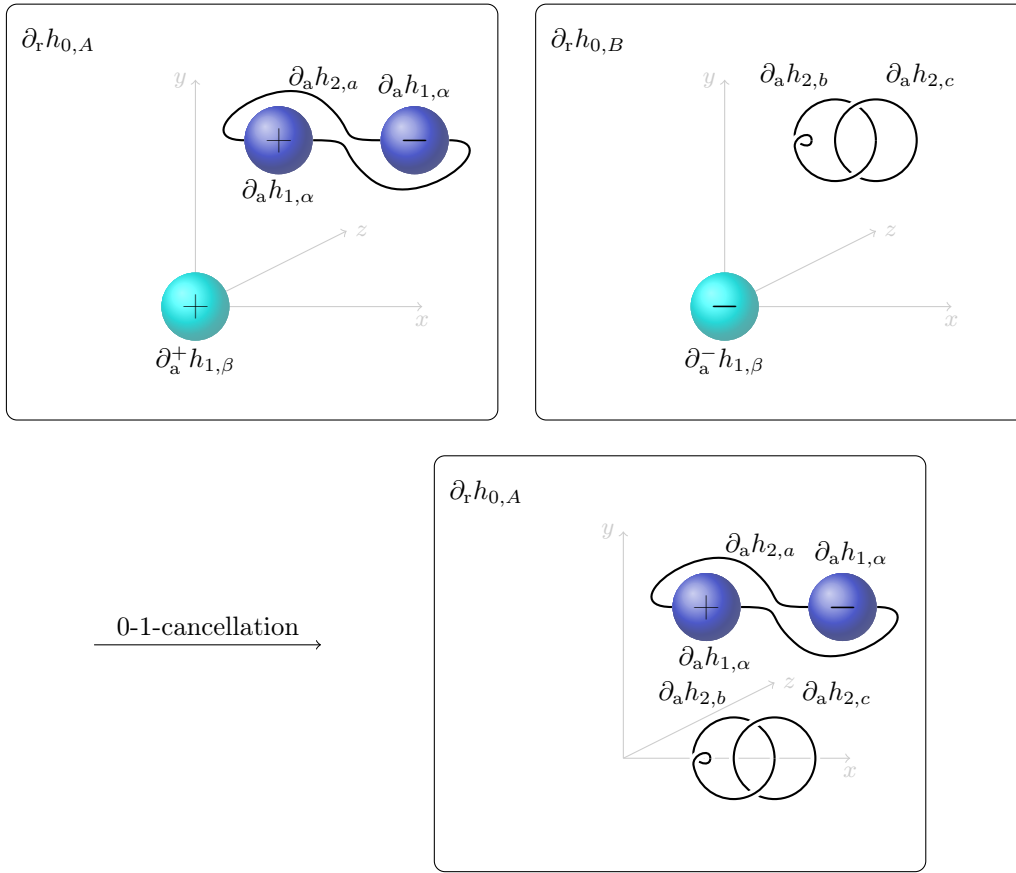 ∂ᵣh₀,A
y
∂ₐh₂,a
∂ₐh₁,α
+
−
∂ₐh₁,α
z
+
x
∂ₐ⁺h₁,β
∂ᵣh₀,B
y
∂ₐh₂,b
∂ₐh₂,c
z
−
x
∂ₐ⁻h₁,β
0-1-cancellation
∂ᵣh₀,A
y
∂ₐh₂,a
∂ₐh₁,α
+
−
∂ₐh₁,α
∂ₐh₂,b
z
∂ₐh₂,c
x